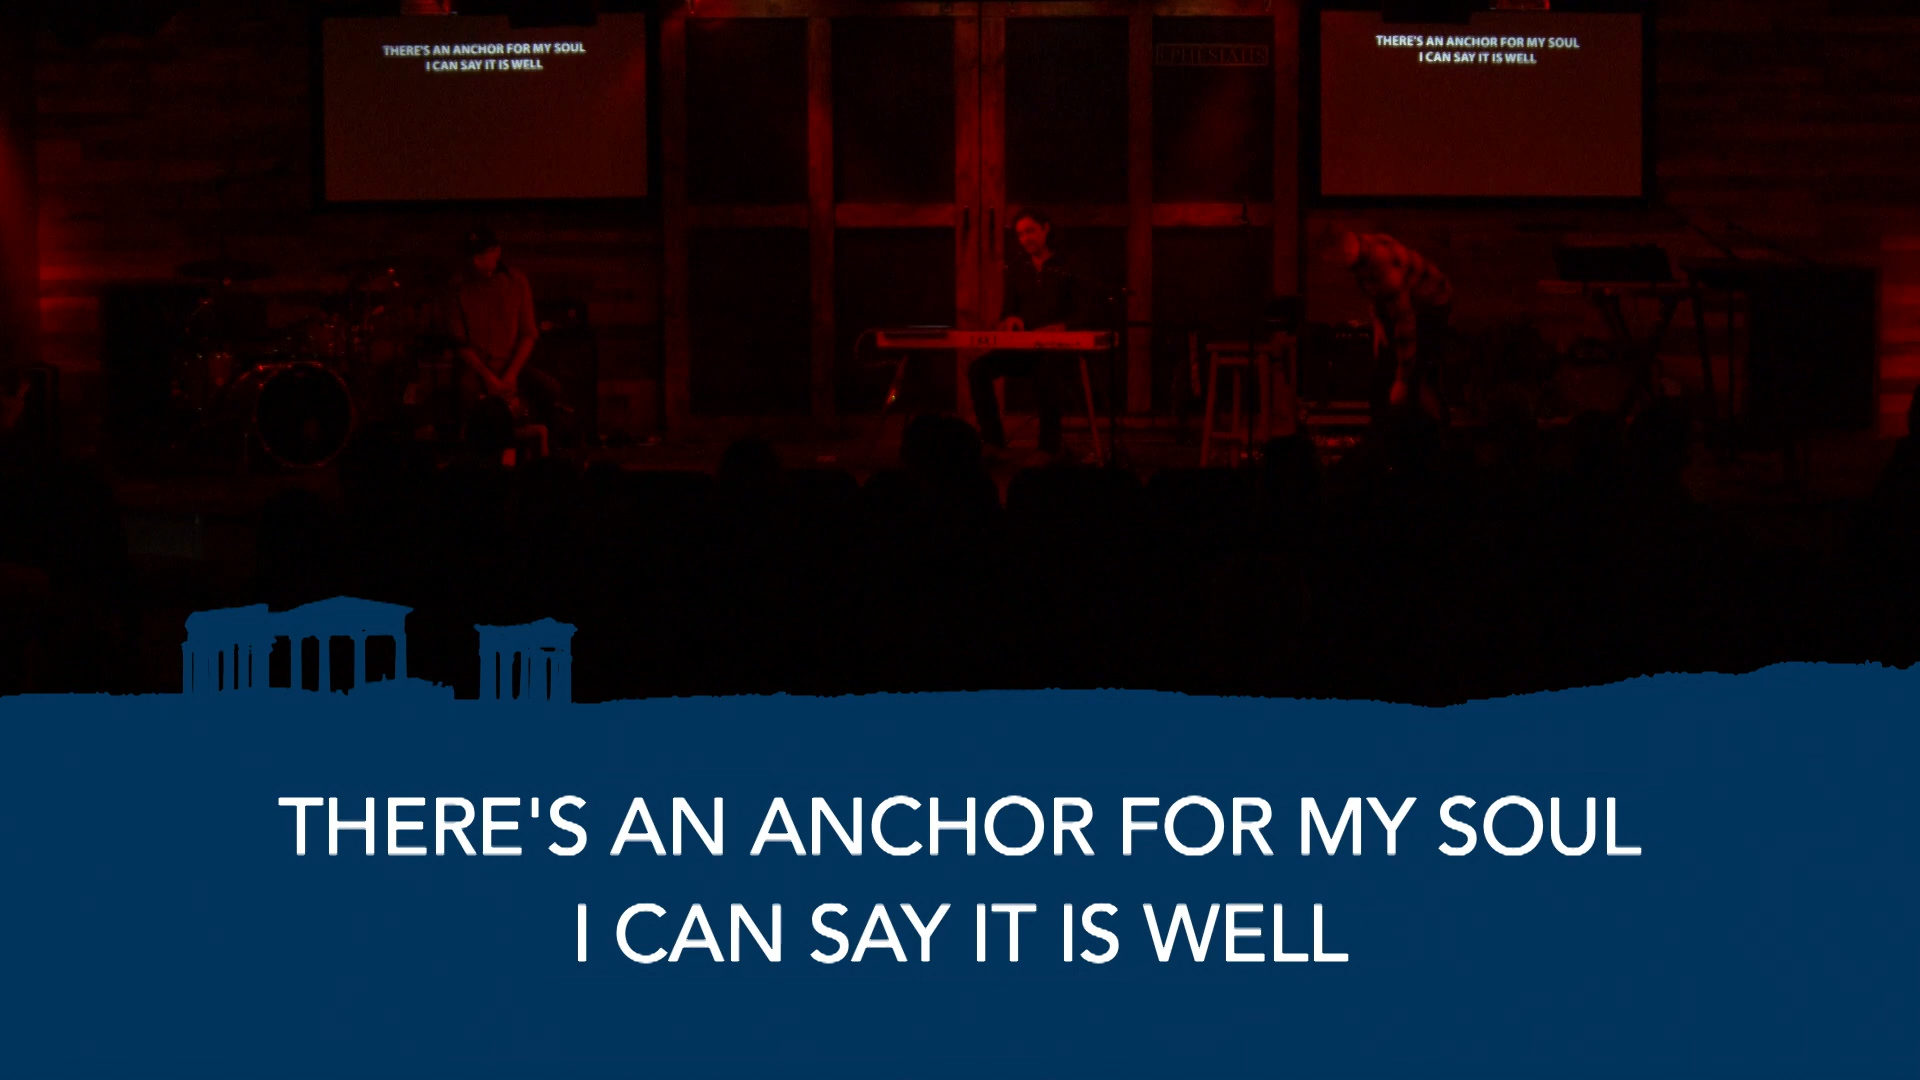 THERE'S AN ANCHOR FOR MY SOUL
I CAN SAY IT IS WELL
THERE'S AN ANCHOR FOR MY SOUL
I CAN SAY IT IS WELL
EPHESIANS
THERE'S AN ANCHOR FOR MY SOUL
I CAN SAY IT IS WELL